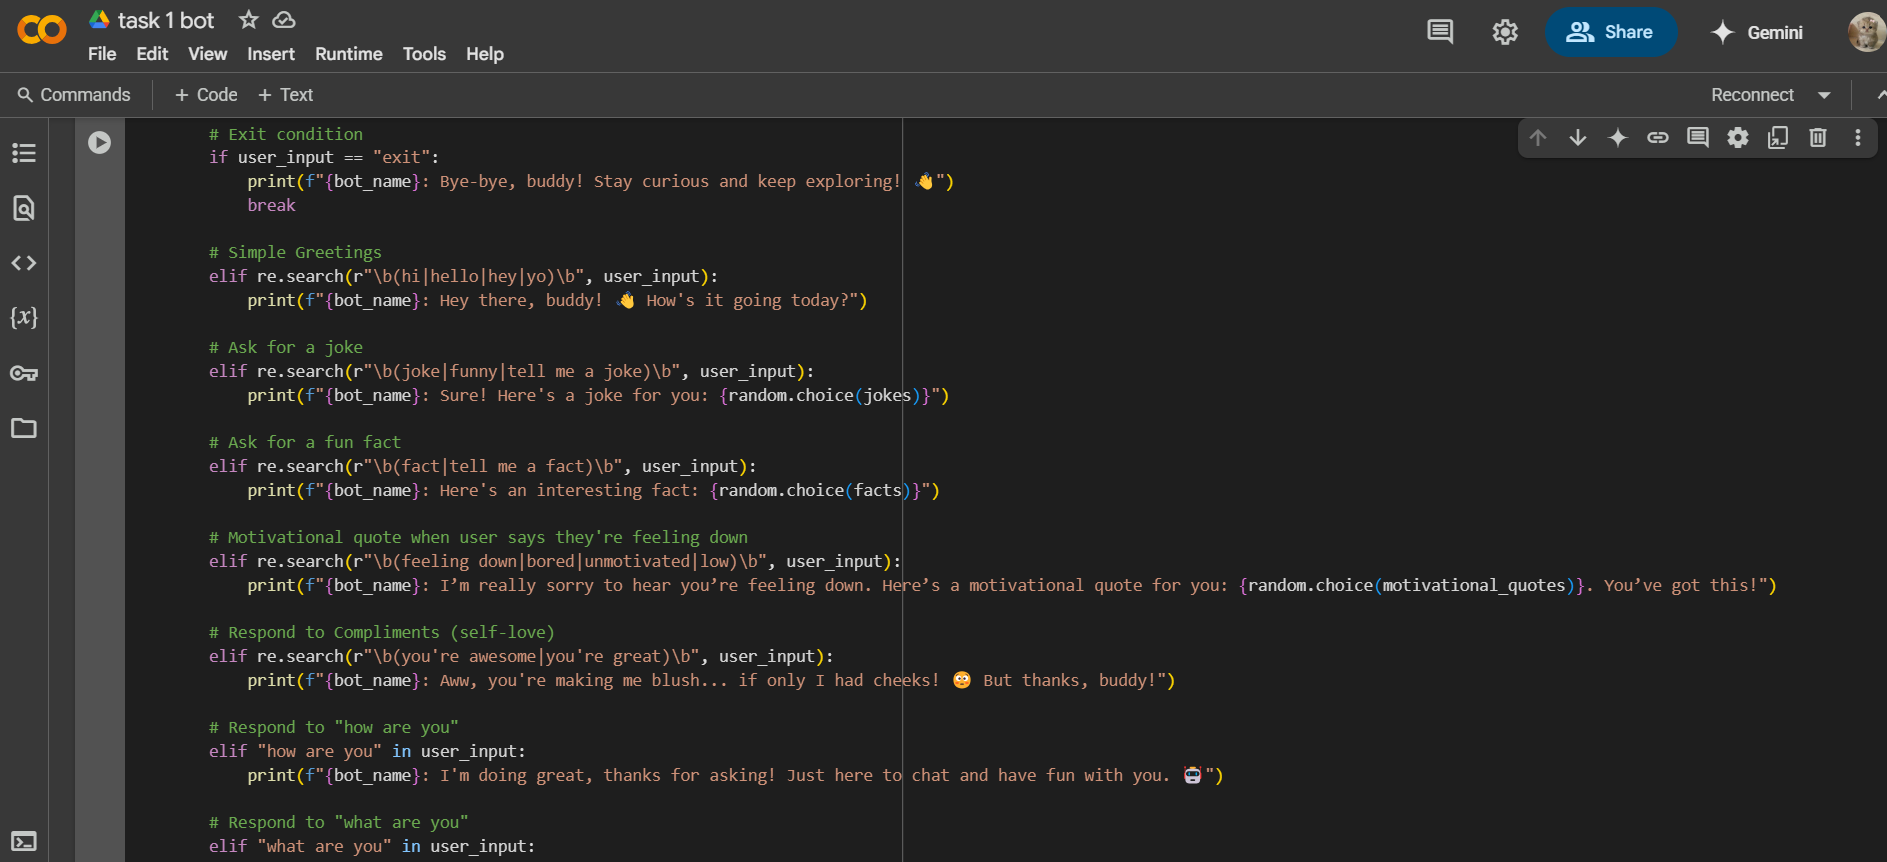 task 1 bot
File Edit View Insert Runtime Tools Help
Share
Gemini
Commands + Code + Text
Reconnect
# Exit condition
if user_input == "exit":
print(f"{bot_name}: Bye-bye, buddy! Stay curious and keep exploring! 👋")
break
# Simple Greetings
elif re.search(r"\b(hi|hello|hey|yo)\b", user_input):
print(f"{bot_name}: Hey there, buddy! 👋 How's it going today?")
# Ask for a joke
elif re.search(r"\b(joke|funny|tell me a joke)\b", user_input):
print(f"{bot_name}: Sure! Here's a joke for you: {random.choice(jokes)}")
# Ask for a fun fact
elif re.search(r"\b(fact|tell me a fact)\b", user_input):
print(f"{bot_name}: Here's an interesting fact: {random.choice(facts)}")
# Motivational quote when user says they're feeling down
elif re.search(r"\b(feeling down|bored|unmotivated|low)\b", user_input):
print(f"{bot_name}: I’m really sorry to hear you’re feeling down. Here’s a motivational quote for you: {random.choice(motivational_quotes)}. You’ve got this!")
# Respond to Compliments (self-love)
elif re.search(r"\b(you're awesome|you're great)\b", user_input):
print(f"{bot_name}: Aww, you're making me blush... if only I had cheeks! 😳 But thanks, buddy!")
# Respond to "how are you"
elif "how are you" in user_input:
print(f"{bot_name}: I'm doing great, thanks for asking! Just here to chat and have fun with you. 🤖")
# Respond to "what are you"
elif "what are you" in user_input: